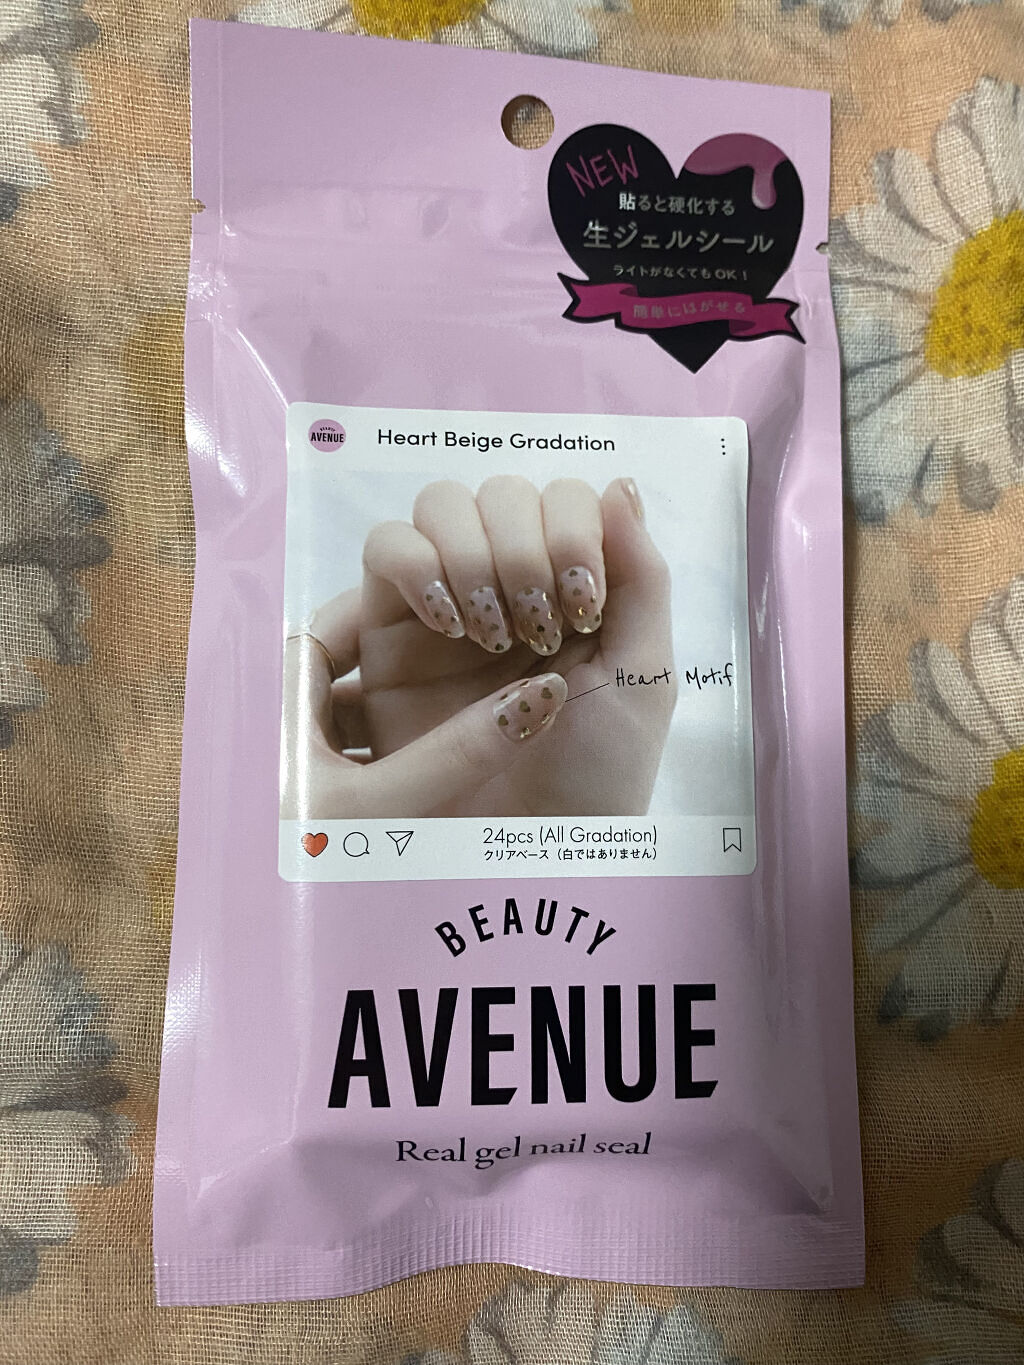 NEW
貼ると硬化する
生ジェルシール
ライトがなくてもOK！
簡単にはがせる
BEAUTY
AVENUE
Heart Beige Gradation
Heart Motif
24pcs (All Gradation)
クリアベース（白ではありません）
BEAUTY
AVENUE
Real gel nail seal